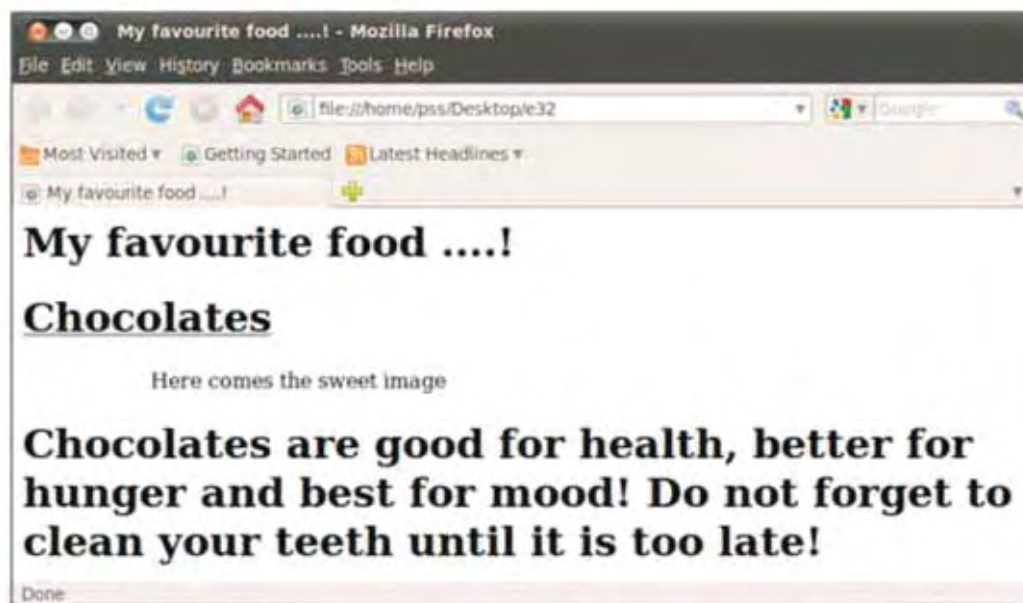 My favourite food ....! - Mozilla Firefox
File Edit View History Bookmarks Tools Help
file:///home/pss/Desktop/e32
Google
Most Visited Getting Started Latest Headlines
My favourite food ....!
My favourite food ....!
Chocolates
Here comes the sweet image
Chocolates are good for health, better for
hunger and best for mood! Do not forget to
clean your teeth until it is too late!
Done